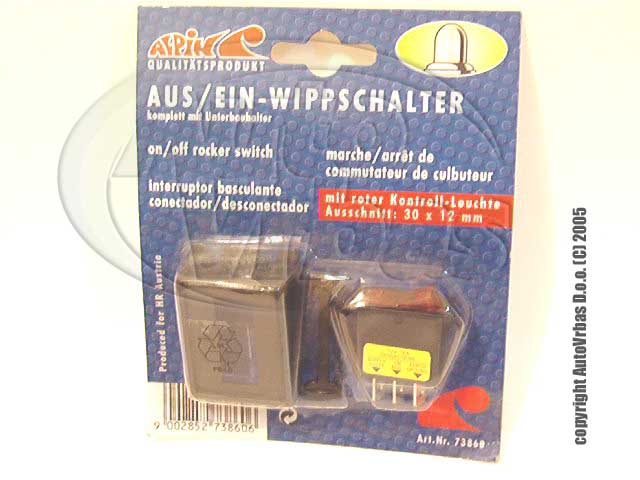 ALPIN
QUALITÄTSPRODUKT
AUS/EIN-WIPPSCHALTER
komplett mit Unterbauhalter
on/off rocker switch
marche/arrêt de
commutateur de culbuteur
interruptor basculante
conectador/desconectador
mit roter Kontroll-Leuchte
Ausschnitt: 30 x 12 mm
Produced for HR Austria
9 002852 738606
Art.Nr. 73860
copyright AutoVrbas D.o.o. (C) 2005